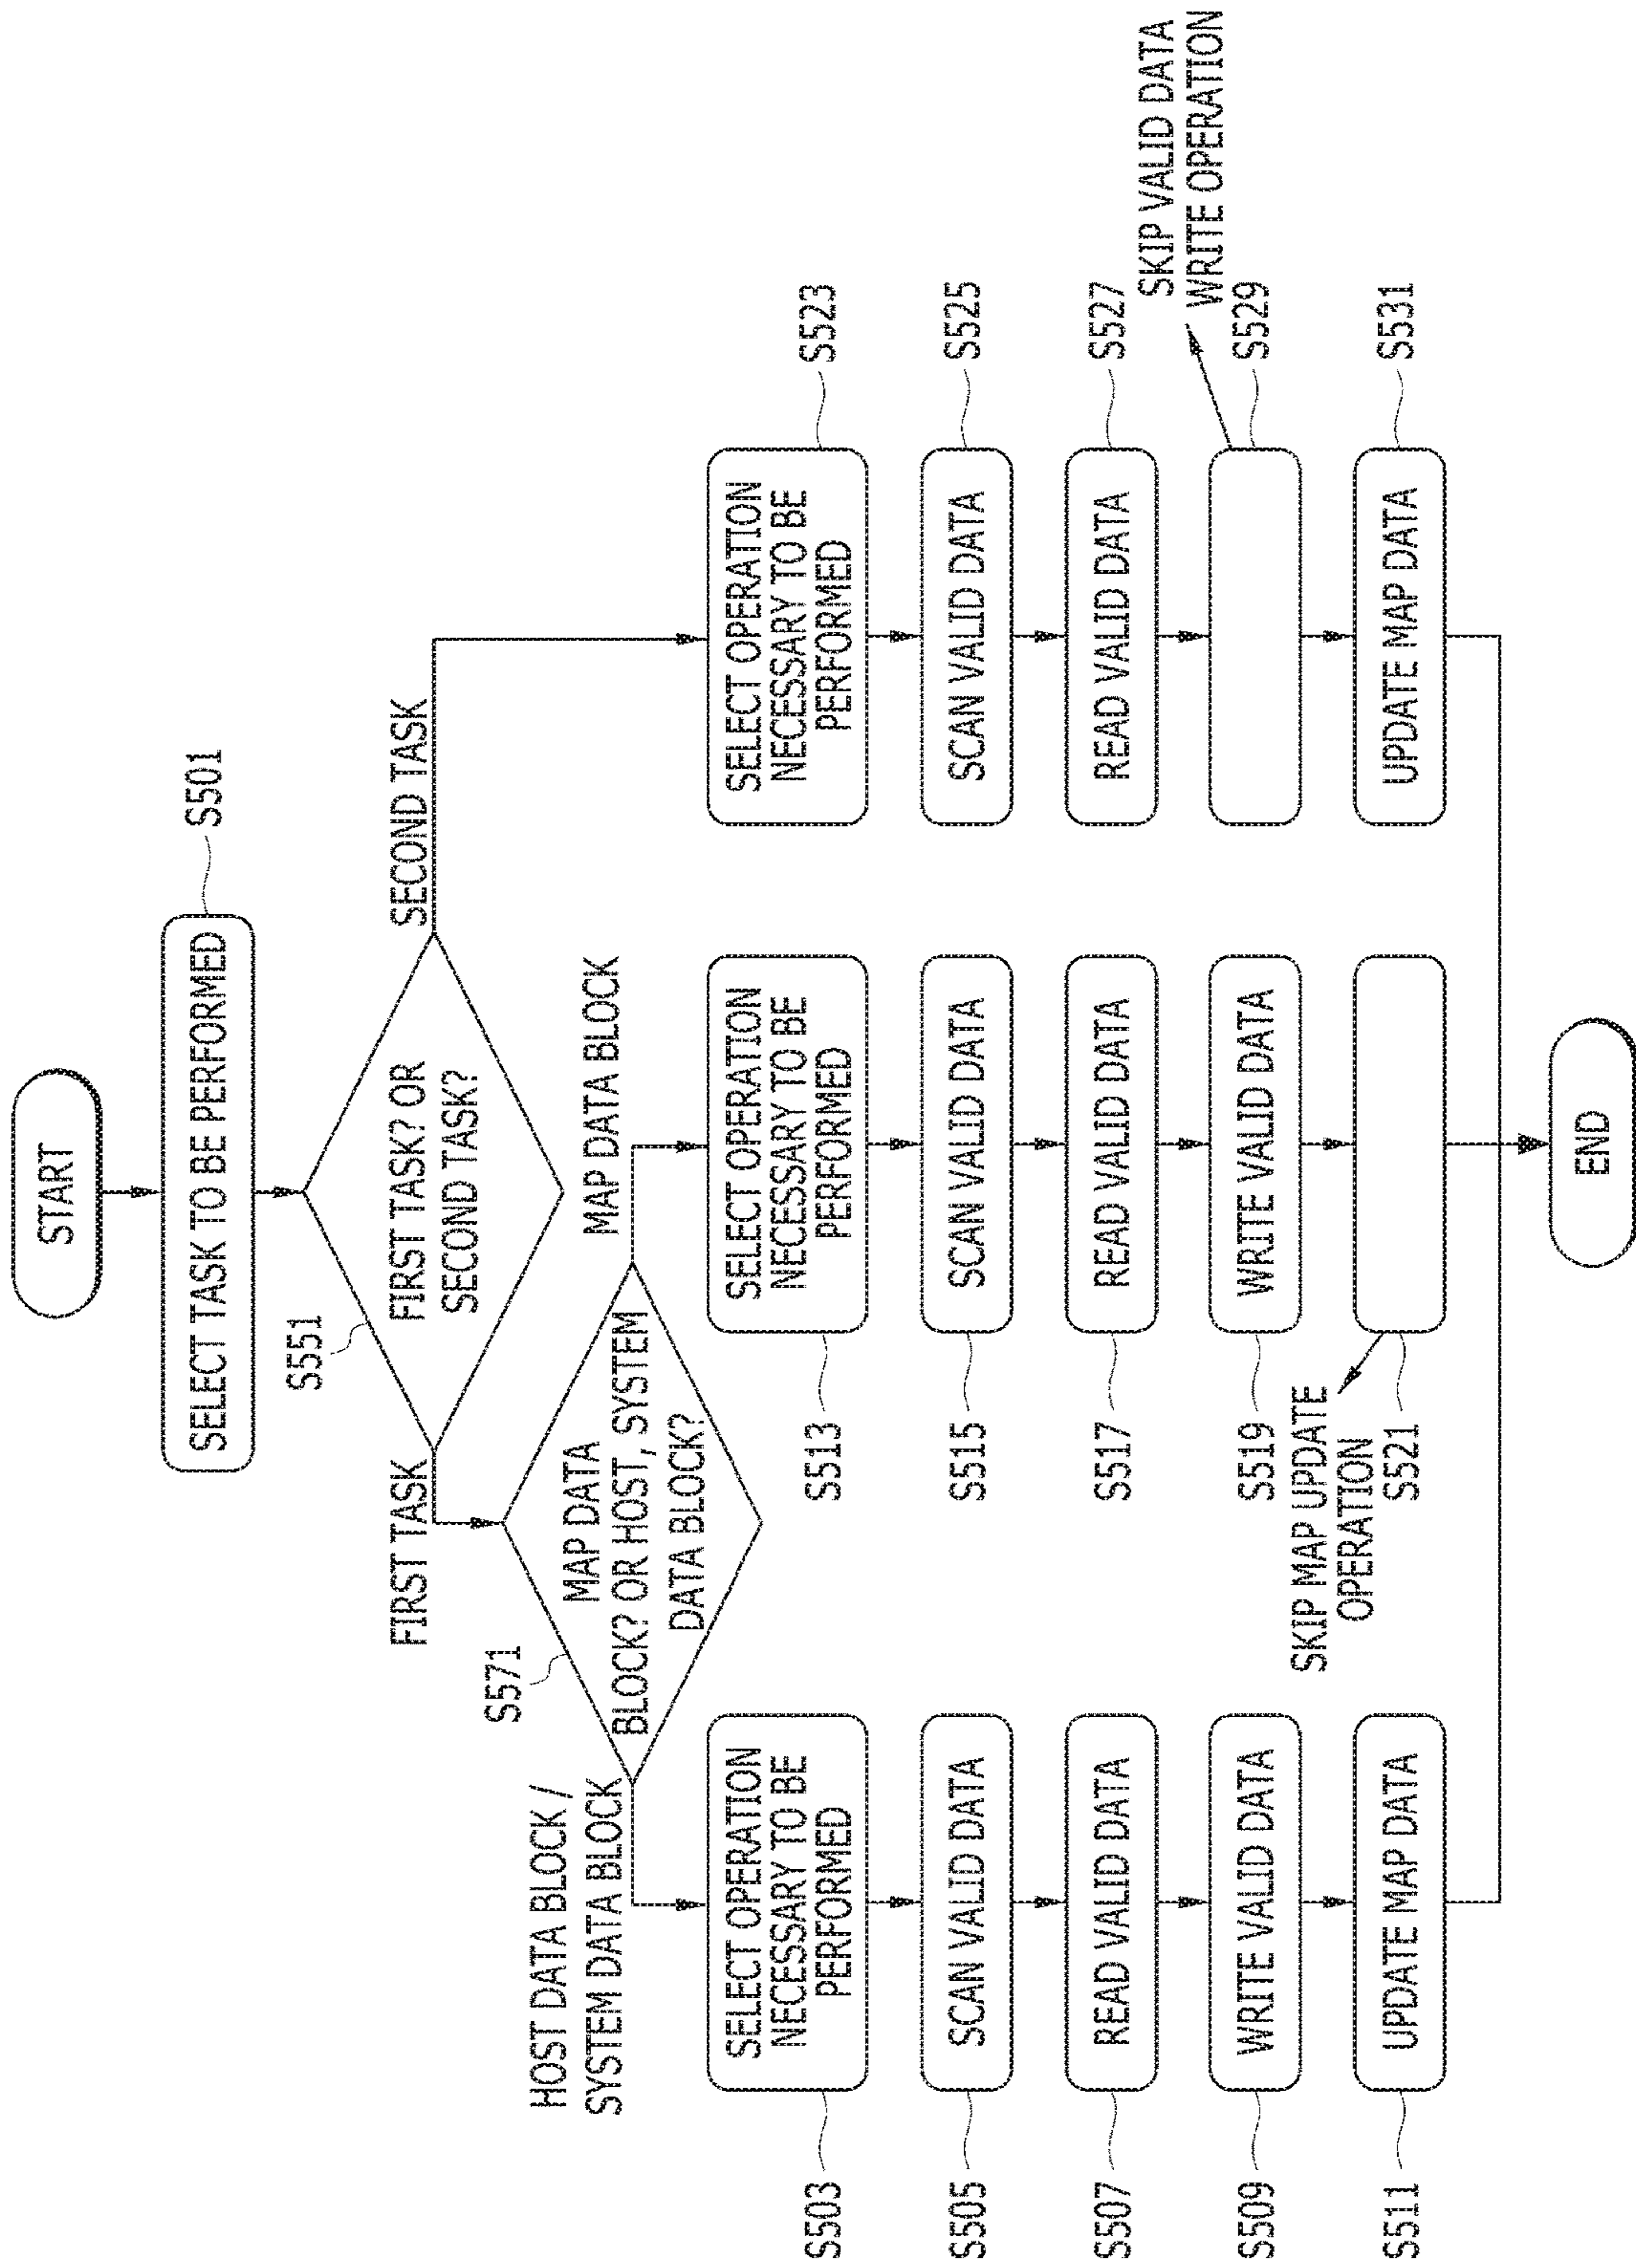 START
SELECT TASK TO BE PERFORMED
S501
S551
FIRST TASK? OR
SECOND TASK?
FIRST TASK
SECOND TASK
S571
MAP DATA
BLOCK? OR HOST, SYSTEM
DATA BLOCK?
HOST DATA BLOCK /
SYSTEM DATA BLOCK
MAP DATA BLOCK
S503
SELECT OPERATION
NECESSARY TO BE
PERFORMED
S505
SCAN VALID DATA
S507
READ VALID DATA
S509
WRITE VALID DATA
S511
UPDATE MAP DATA
S513
SELECT OPERATION
NECESSARY TO BE
PERFORMED
S515
SCAN VALID DATA
S517
READ VALID DATA
S519
WRITE VALID DATA
SKIP MAP UPDATE
OPERATION
S521
SELECT OPERATION
NECESSARY TO BE
PERFORMED
S523
SCAN VALID DATA
S525
READ VALID DATA
S527
SKIP VALID DATA
WRITE OPERATION
S529
UPDATE MAP DATA
S531
END